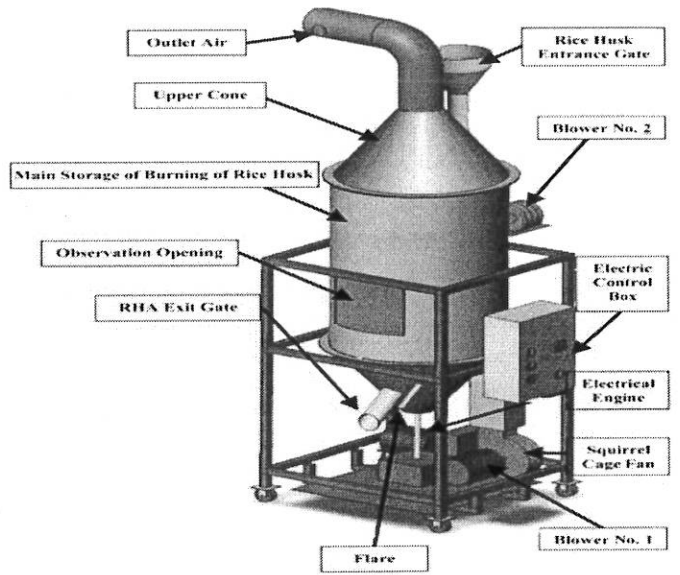 Outlet Air
Rice Husk
Entrance Gate
Upper Cone
Blower No. 2
Main Storage of Burning of Rice Husk
Observation Opening
Electric
Control
Box
RHA Exit Gate
Electrical
Engine
Squirrel
Cage Fan
Blower No. 1
Flare